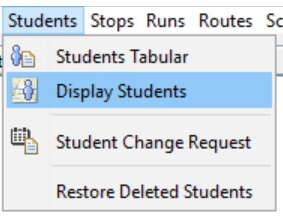 Students Stops Runs Routes Sc
Students Tabular
Display Students
Student Change Request
Restore Deleted Students